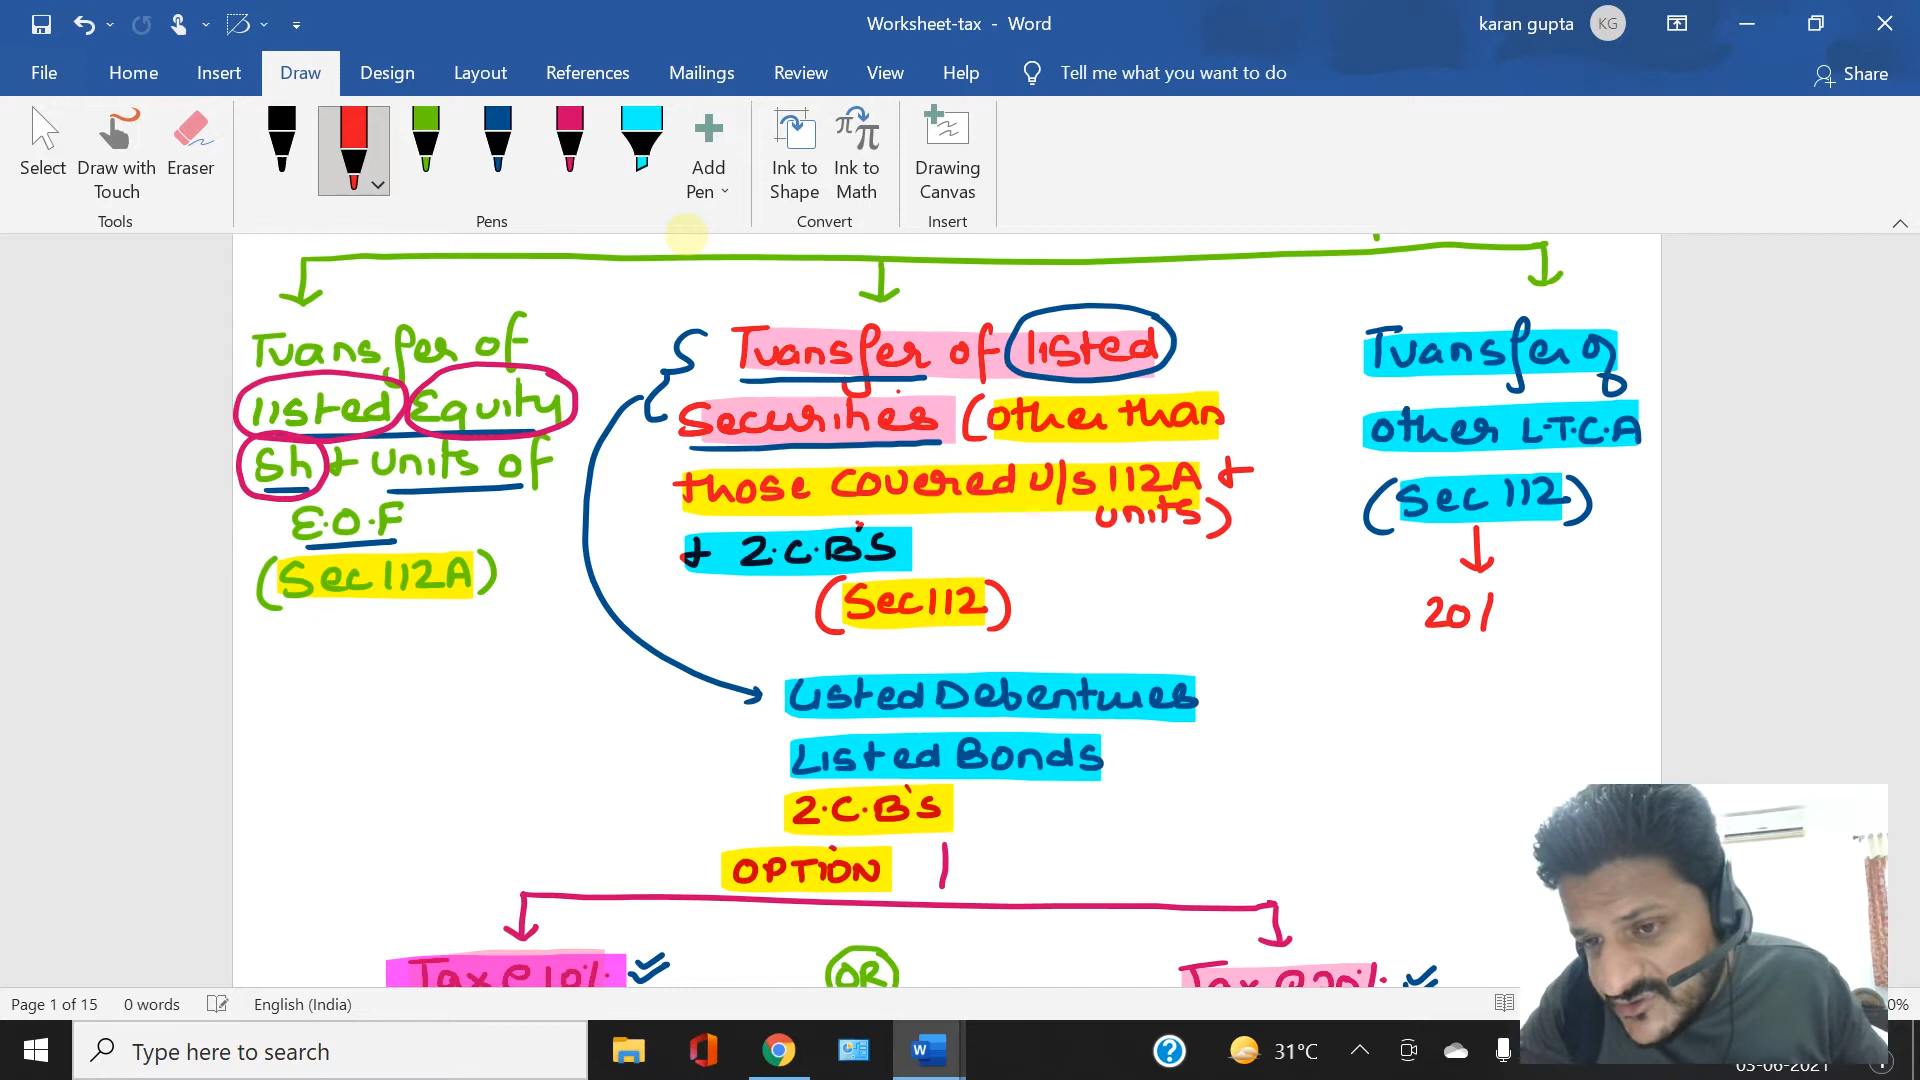 Worksheet-tax - Word
karan gupta
KG
File
Home
Insert
Draw
Design
Layout
References
Mailings
Review
View
Help
Tell me what you want to do
Share
Select
Draw with Touch
Eraser
Tools
Pens
Add Pen
Ink to Shape
Ink to Math
Convert
Drawing Canvas
Insert
Transfer of
listed Equity
Sh + units of
E.O.F
(Sec 112A)
Transfer of listed
Securities (other than
those covered U/s 112A +
units)
+ Z.C.B's
(Sec 112)
Listed Debentures
Listed Bonds
Z.C.B's
OPTION
Tax @ 10%
OR
Tax @ 20%
Transfer of
other L.T.C.A
(Sec 112)
20/
Page 1 of 15
0 words
English (India)
0%
Type here to search
31°C
03-06-2021